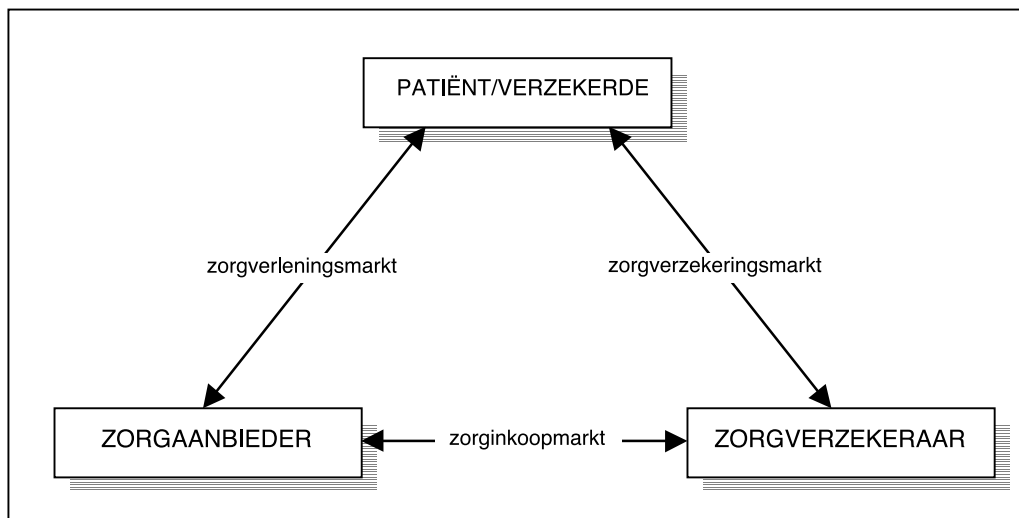 PATIËNT/VERZEKERDE
zorgverleningsmarkt
zorgverzekeringsmarkt
ZORGAANBIEDER
zorginkoopmarkt
ZORGVERZEKERAAR